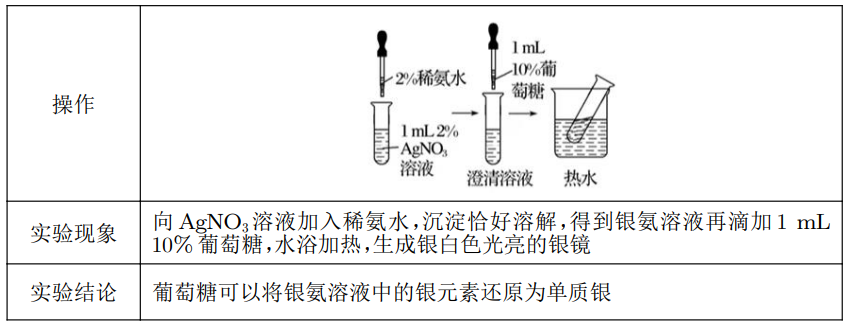 操作
2%稀氨水
1 mL 2%
AgNO₃
溶液
1 mL
10%葡
萄糖
澄清溶液
热水
实验现象
向 AgNO₃ 溶液加入稀氨水,沉淀恰好溶解,得到银氨溶液再滴加 1 mL
10% 葡萄糖,水浴加热,生成银白色光亮的银镜
实验结论
葡萄糖可以将银氨溶液中的银元素还原为单质银